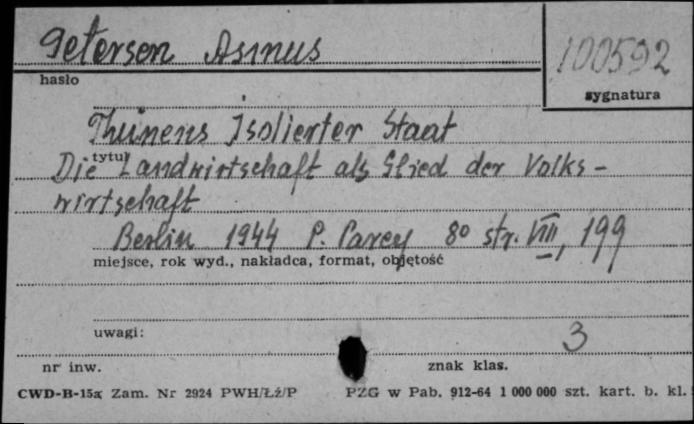 Petersen Asmus
100592
hasło
sygnatura
Thünens Isolierter Staat
tytuł
Die Landwirtschaft als Glied der Volks-
wirtschaft
Berlin 1944 P. Parey 8º str. VIII, 199
miejsce, rok wyd., nakładca, format, objętość
uwagi:
3
nr inw. znak klas.
CWD-B-15a Zam. Nr 2924 PWH/Łź/P PZG w Pab. 912-64 1 000 000 szt. kart. b. kl.